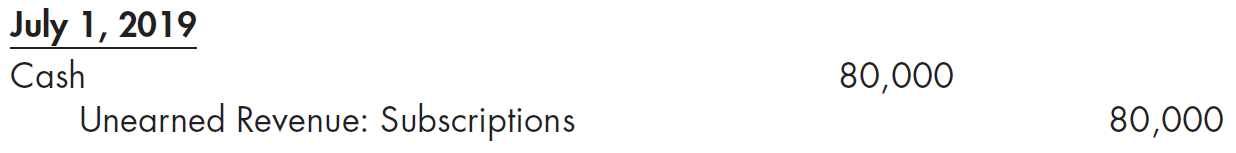 July 1, 2019
Cash 80,000
Unearned Revenue: Subscriptions 80,000